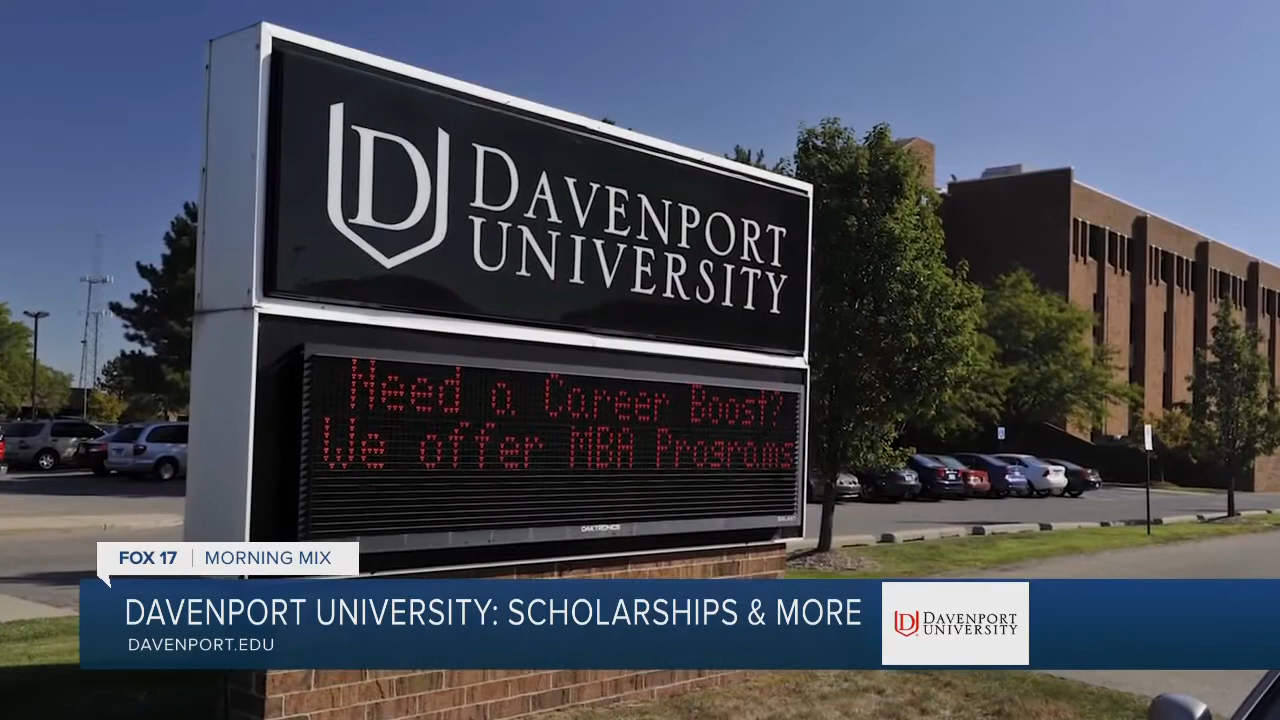 D DAVENPORT
UNIVERSITY
Need a Career Boost?
We offer MBA Programs
DAKTRONICS
GALAXY
FOX 17 | MORNING MIX
DAVENPORT UNIVERSITY: SCHOLARSHIPS & MORE
DAVENPORT.EDU
D DAVENPORT
UNIVERSITY